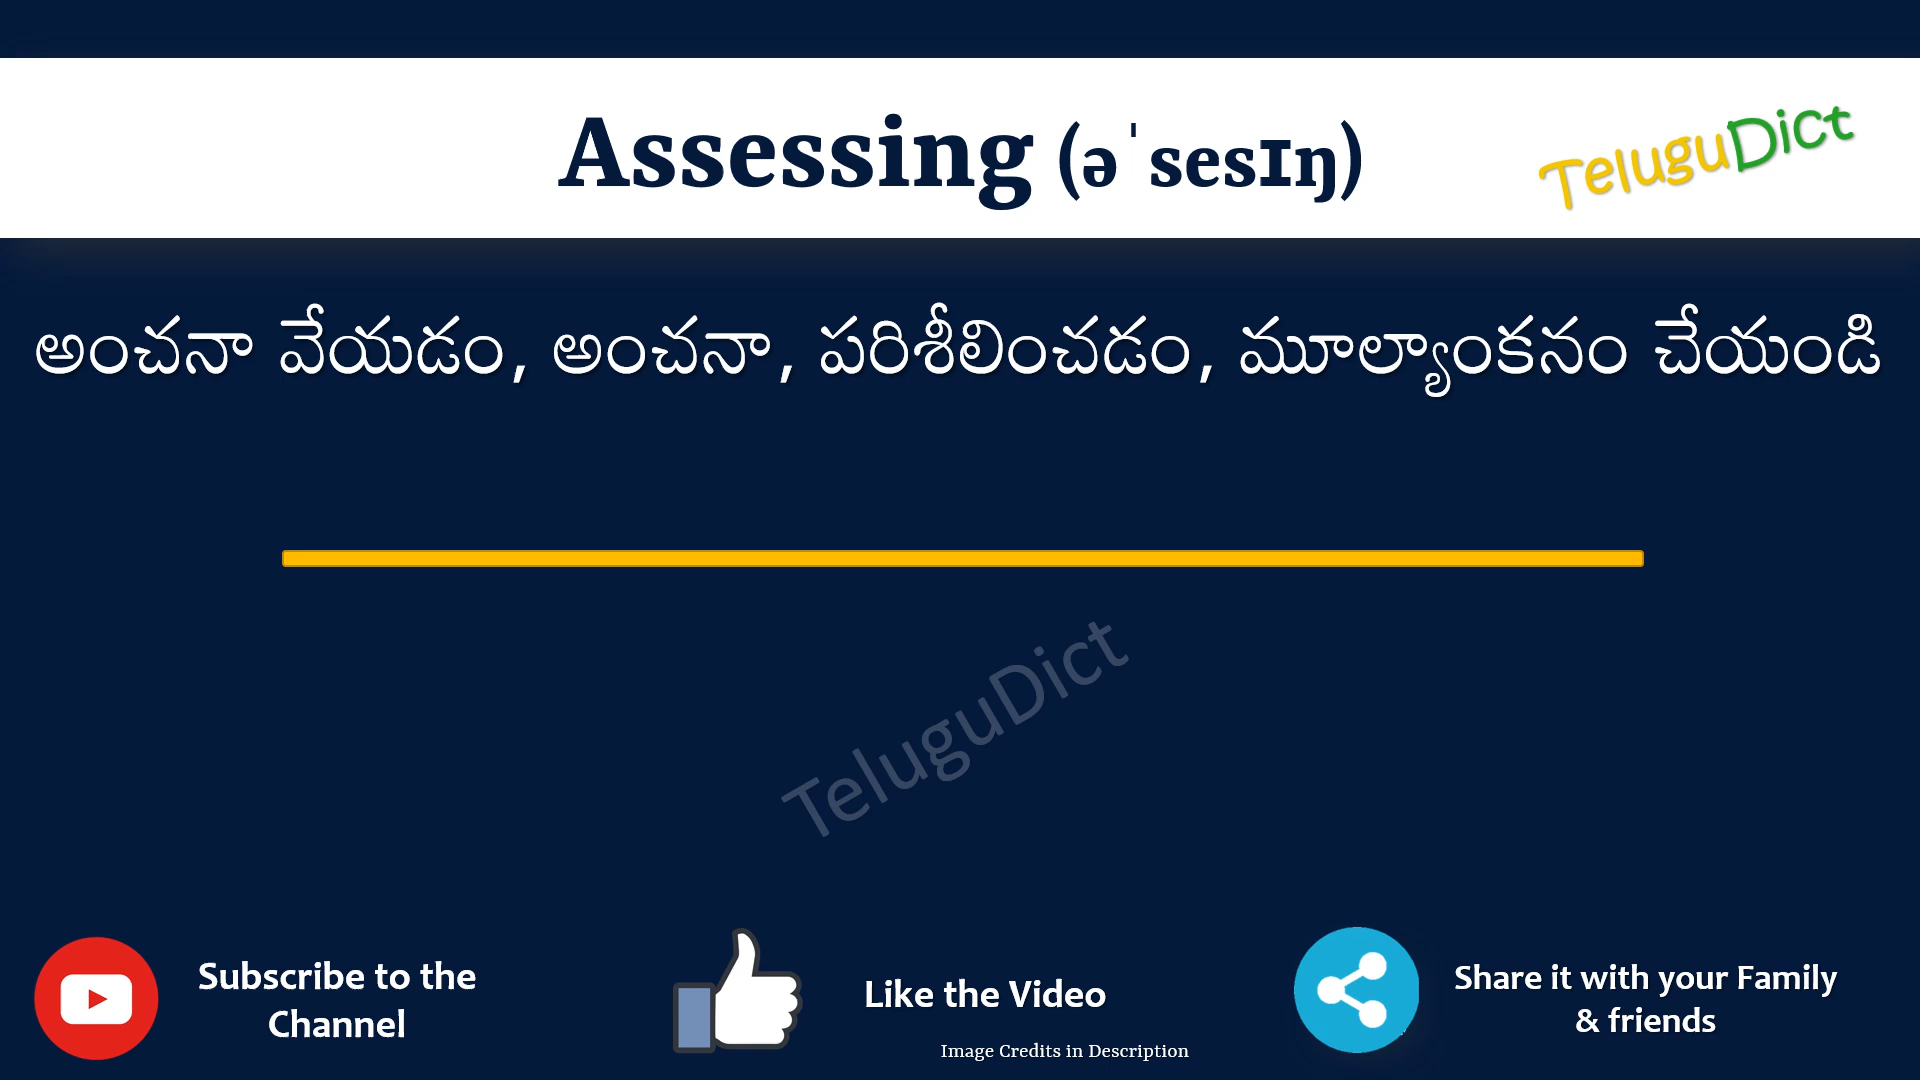 Assessing (əˈsesɪŋ)
TeluguDict
అంచనా వేయడం, అంచనా, పరిశీలించడం, మూల్యాంకనం చేయండి
TeluguDict
Subscribe to the
Channel
Like the Video
Share it with your Family
& friends
Image Credits in Description